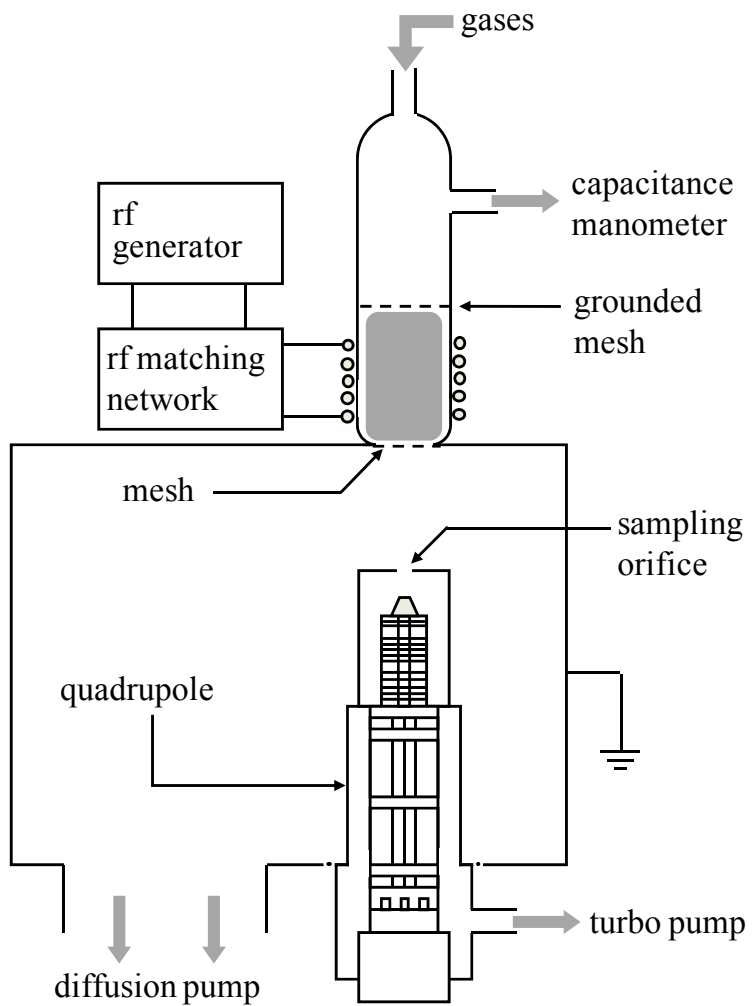 gases
capacitance
manometer
rf
generator
grounded
mesh
rf matching
network
mesh
sampling
orifice
quadrupole
turbo pump
diffusion pump